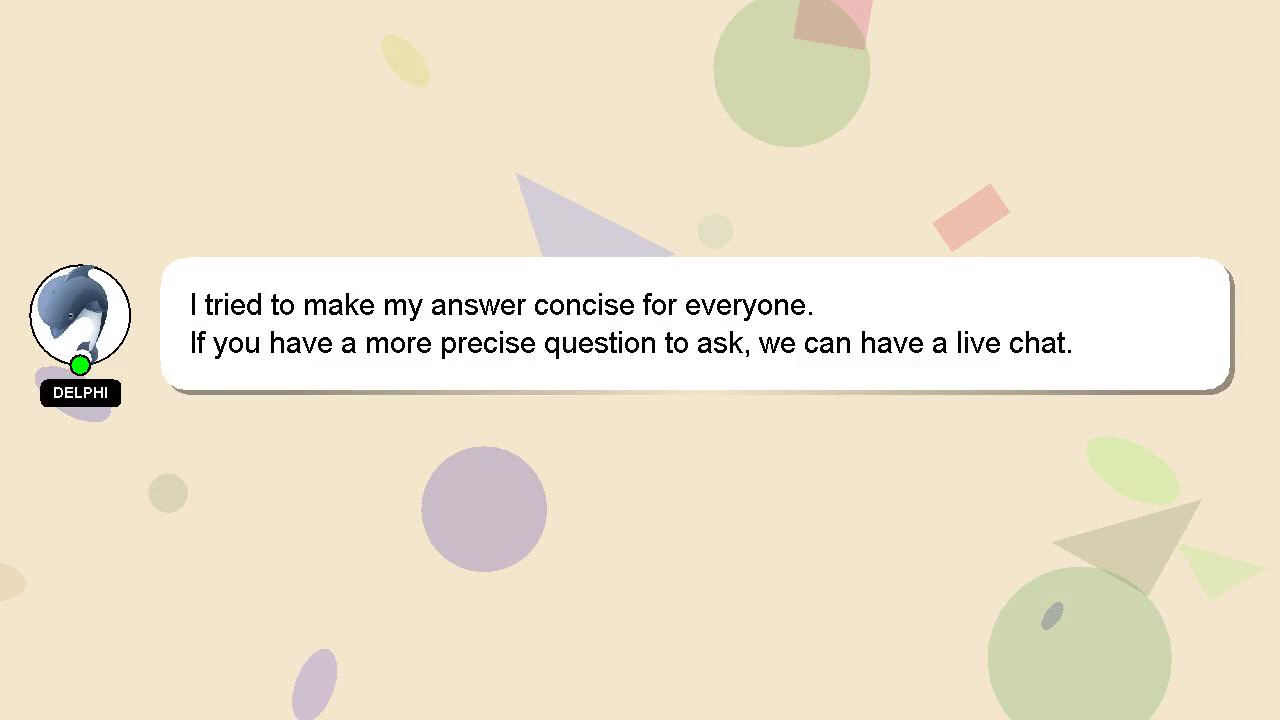 I tried to make my answer concise for everyone.
If you have a more precise question to ask, we can have a live chat.
DELPHI